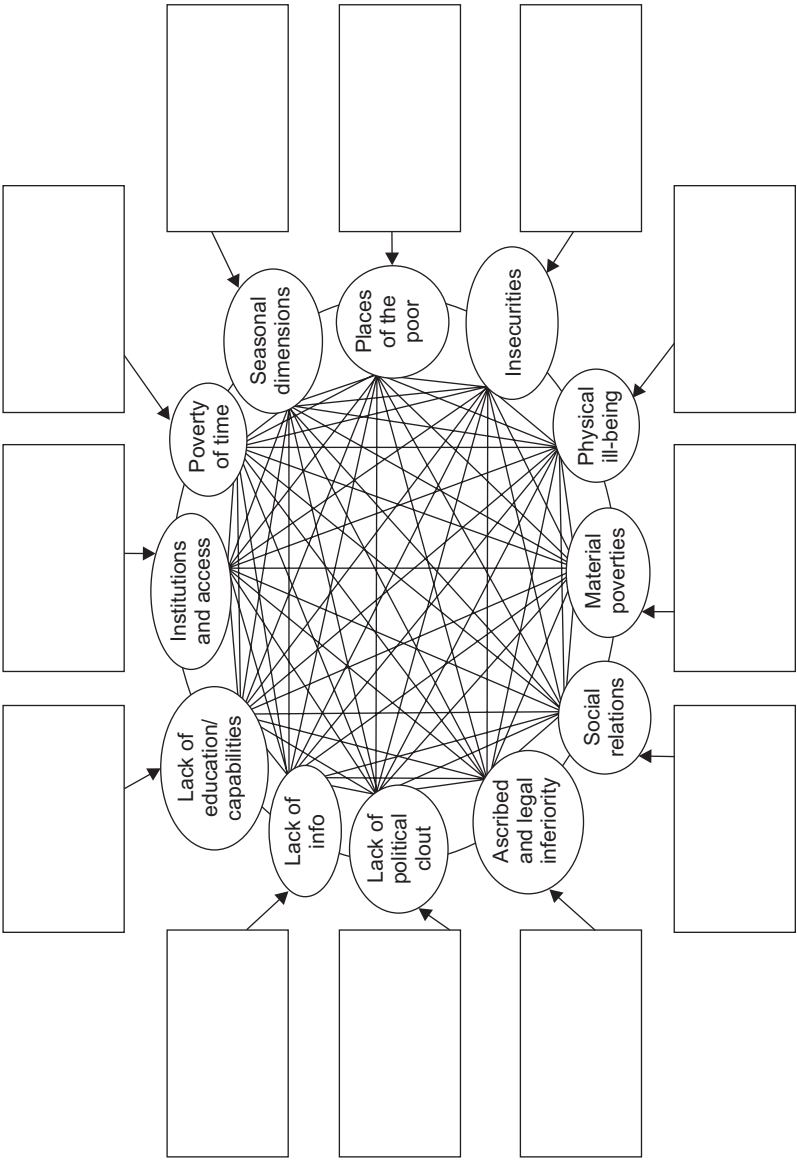 Lack of
education/
capabilities
Institutions
and access
Poverty
of time
Seasonal
dimensions
Places
of the
poor
Insecurities
Physical
ill-being
Material
poverties
Social
relations
Ascribed
and legal
inferiority
Lack of
political
clout
Lack of
info